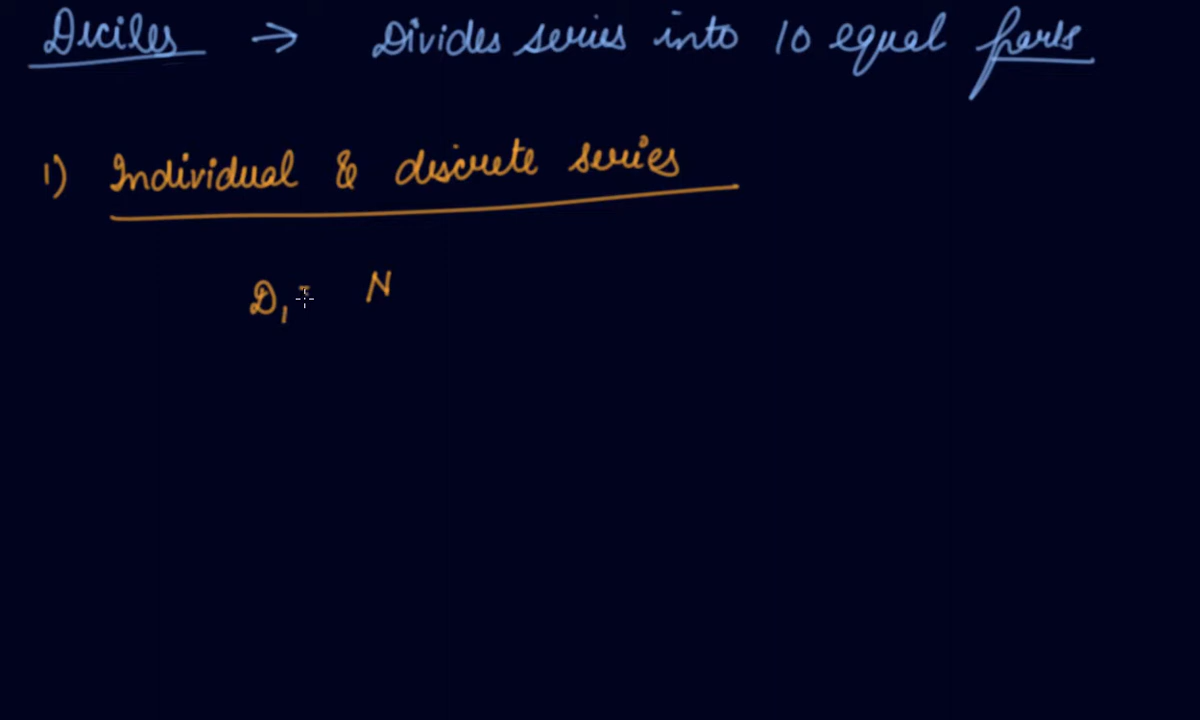 Deciles → Divides series into 10 equal parts
1) Individual & discrete series
D₁ = N